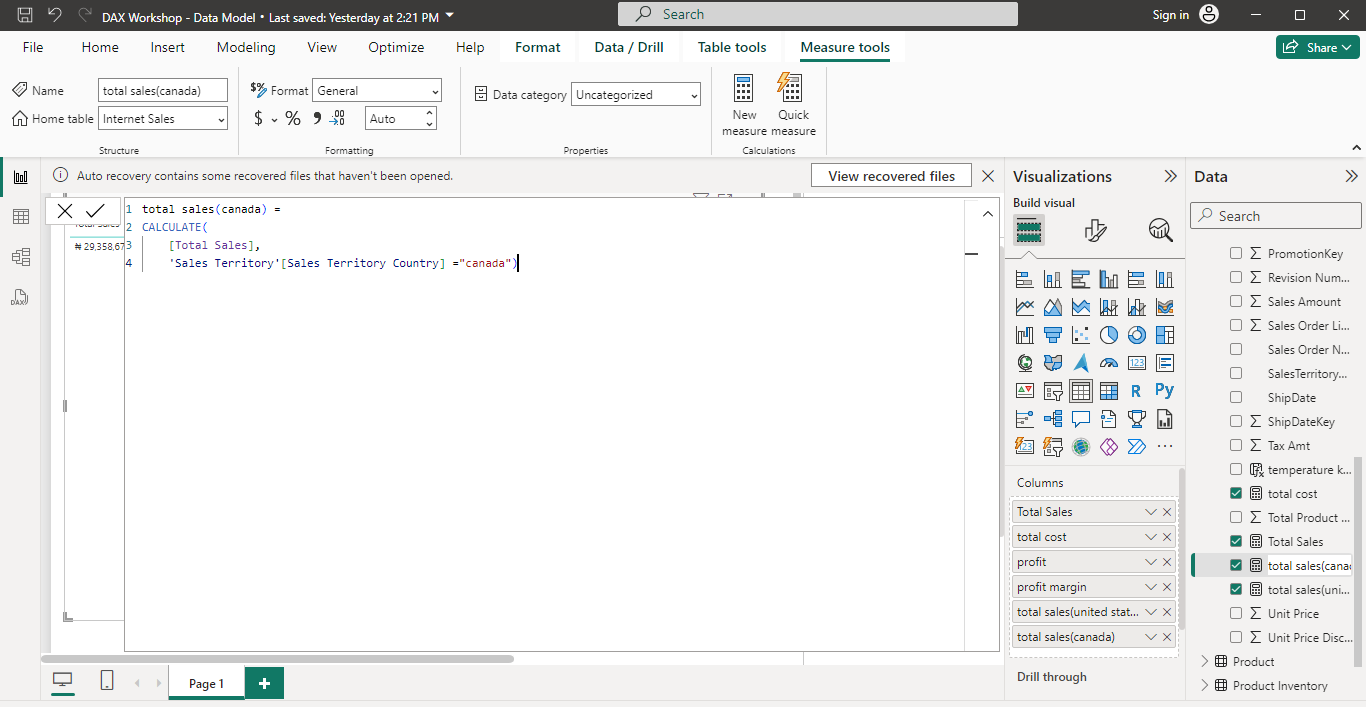 DAX Workshop - Data Model • Last saved: Yesterday at 2:21 PM
Search
Sign in
File Home Insert Modeling View Optimize Help Format Data / Drill Table tools Measure tools
Share
Name total sales(canada)
Home table Internet Sales
Structure
$% Format General
$ % Auto
Formatting
Data category Uncategorized
Properties
New measure
Quick measure
Calculations
Auto recovery contains some recovered files that haven't been opened.
View recovered files
₦ 29,358,67
1 total sales(canada) =
2 CALCULATE(
3 [Total Sales],
4 'Sales Territory'[Sales Territory Country] ="canada")
Page 1
Visualizations
Build visual
123
R
Py
123
Columns
Total Sales
total cost
profit
profit margin
total sales(united stat...
total sales(canada)
Drill through
Data
Search
PromotionKey
Revision Num...
Sales Amount
Sales Order Li...
Sales Order N...
SalesTerritory...
ShipDate
ShipDateKey
Tax Amt
temperature k...
total cost
Total Product ...
Total Sales
total sales(cana
total sales(uni...
Unit Price
Unit Price Disc...
Product
Product Inventory
DAX